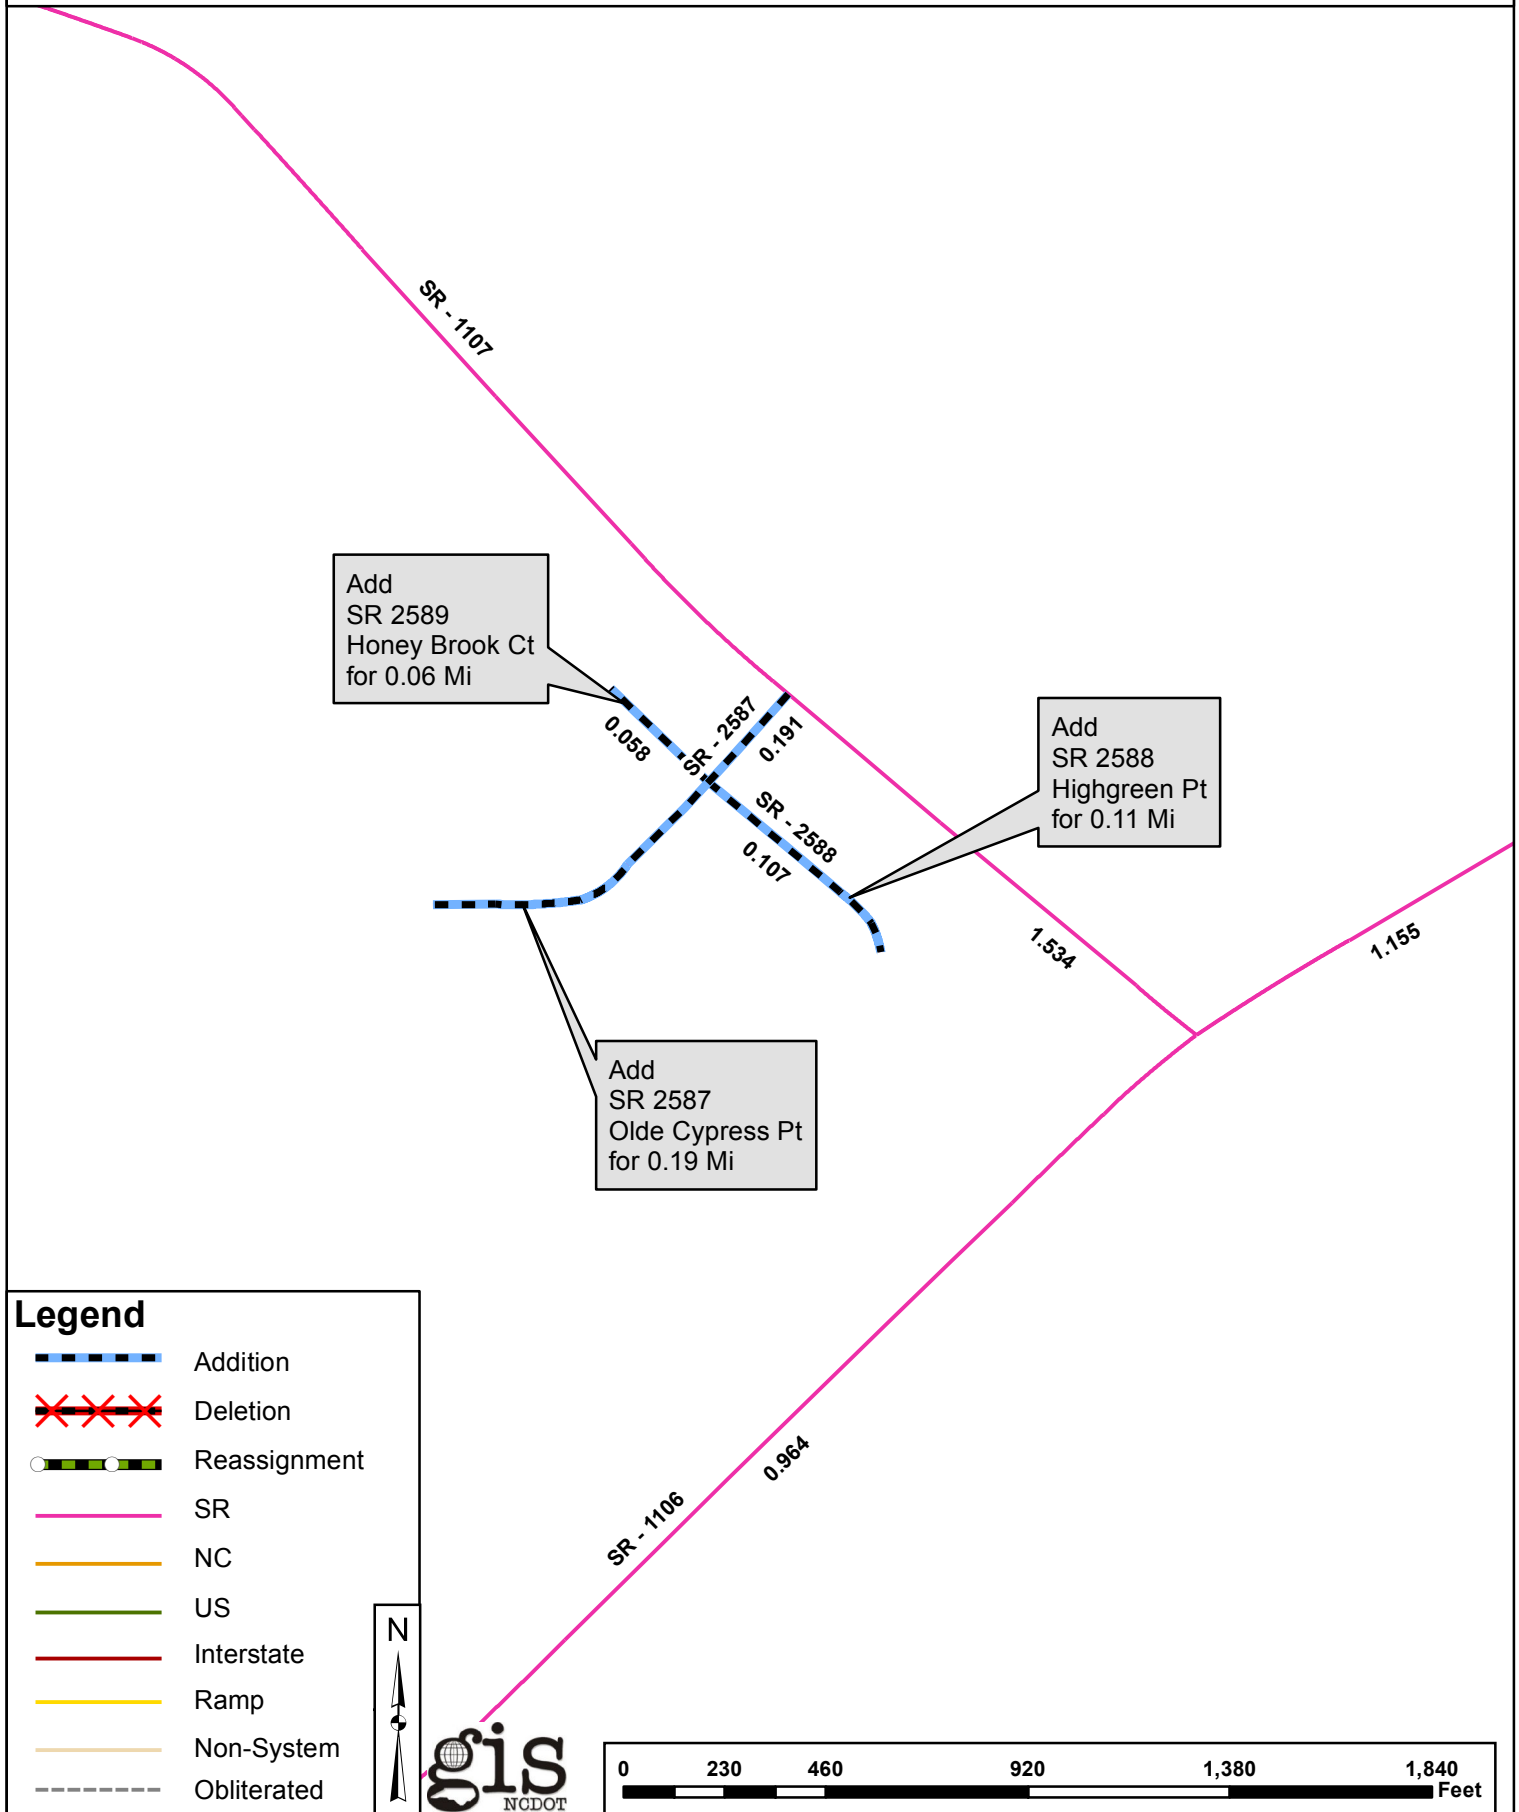 SR - 1107
Add
SR 2589
Honey Brook Ct
for 0.06 Mi
0.058
SR - 2587
0.191
Add
SR 2588
Highgreen Pt
for 0.11 Mi
SR - 2588
0.107
1.534
1.155
Add
SR 2587
Olde Cypress Pt
for 0.19 Mi
0.964
SR - 1106
Legend
Addition
Deletion
Reassignment
SR
NC
US
Interstate
Ramp
Non-System
Obliterated
N
gis
NCDOT
0 230 460 920 1,380 1,840
Feet